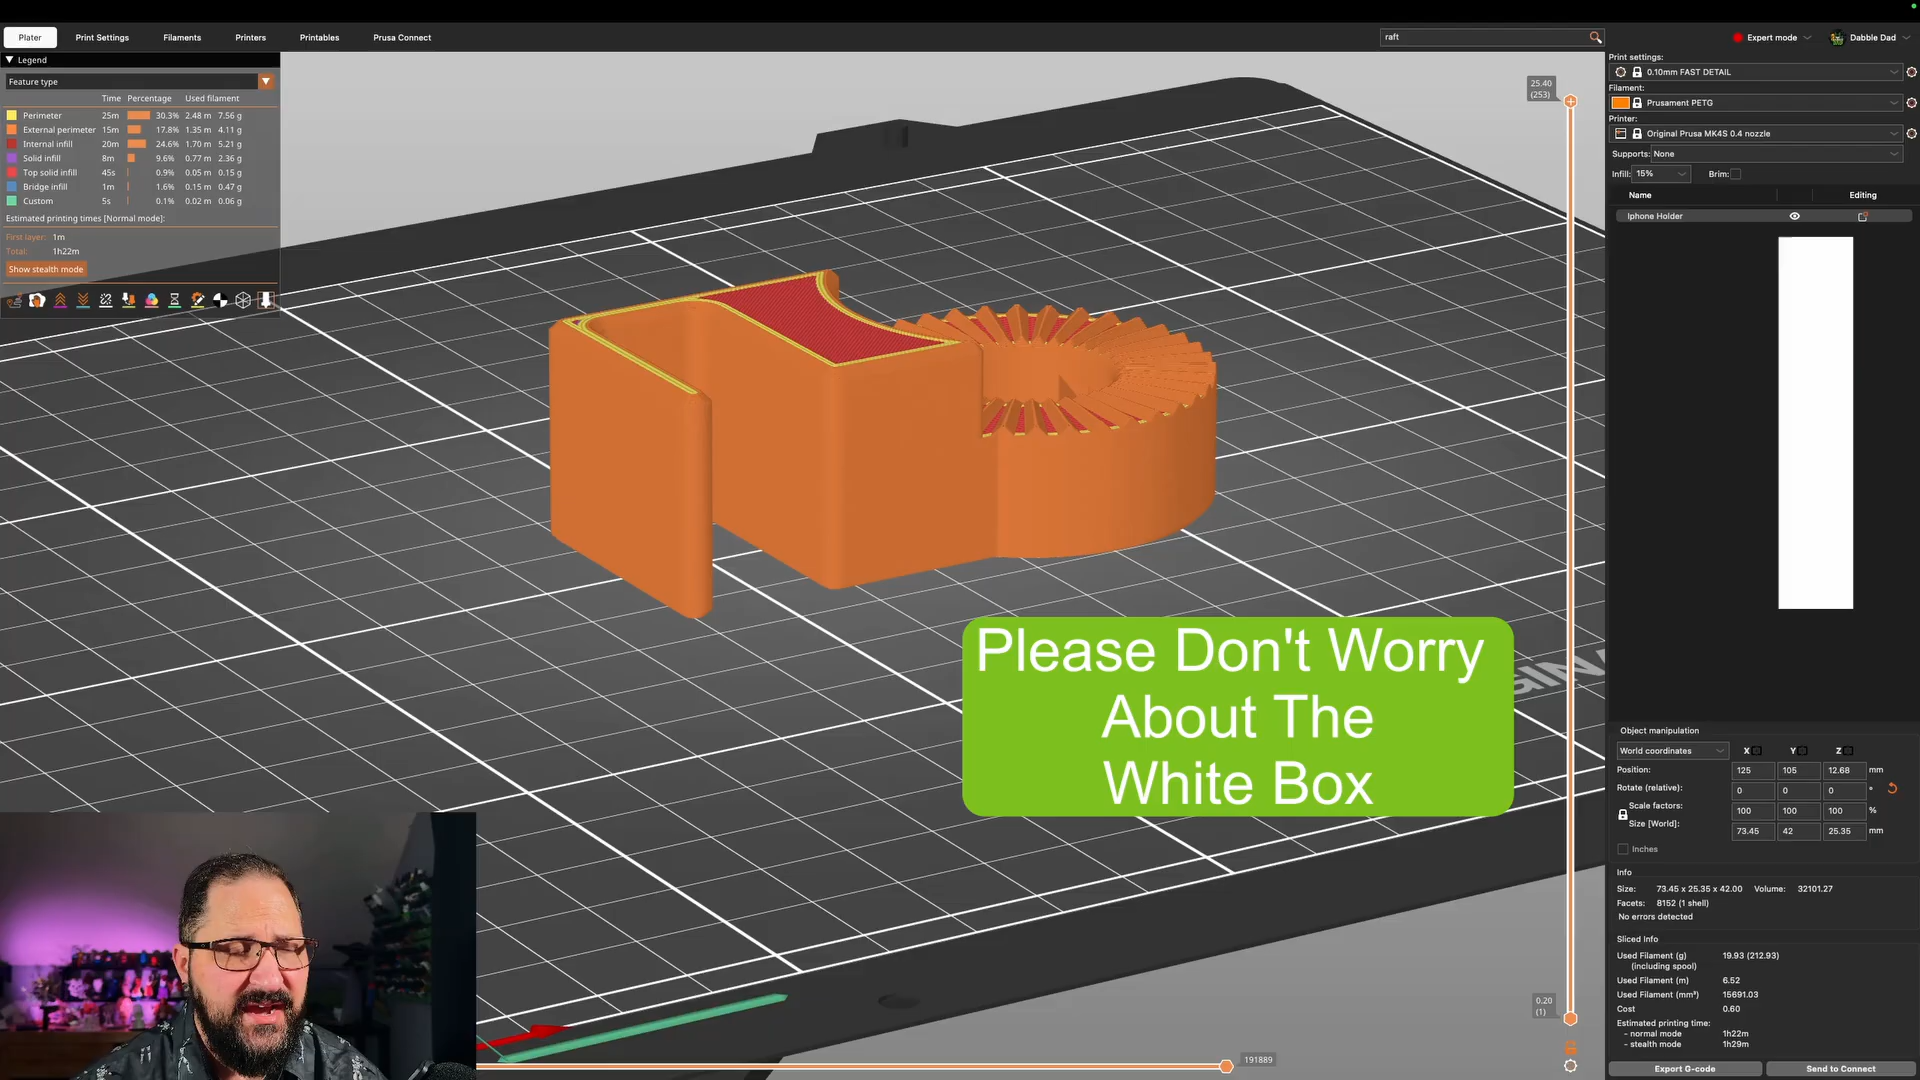 Plater
Print Settings
Filaments
Printers
Printables
Prusa Connect
raft
Expert mode
Dabble Dad
Legend
Feature type
Time Percentage Used filament
Perimeter 25m 30.3% 2.48 m 7.56 g
External perimeter 15m 17.8% 1.35 m 4.11 g
Internal infill 20m 24.6% 1.70 m 5.21 g
Solid infill 8m 9.6% 0.77 m 2.36 g
Top solid infill 45s 0.9% 0.05 m 0.15 g
Bridge infill 1m 1.6% 0.15 m 0.47 g
Custom 5s 0.1% 0.02 m 0.06 g
Estimated printing times [Normal mode]:
First layer: 1m
Total: 1h22m
Show stealth mode
25.40
(253)
Please Don't Worry
About The
White Box
0.20
(1)
191889
Print settings:
0.10mm FAST DETAIL
Filament:
Prusament PETG
Printer:
Original Prusa MK4S 0.4 nozzle
Supports: None
Infill: 15% Brim:
Name Editing
Iphone Holder
Object manipulation
World coordinates X Y Z
Position: 125 105 12.68 mm
Rotate (relative): 0 0 0 °
Scale factors: 100 100 100 %
Size [World]: 73.45 42 25.35 mm
Inches
Info
Size: 73.45 x 25.35 x 42.00 Volume: 32101.27
Facets: 8152 (1 shell)
No errors detected
Sliced Info
Used Filament (g) 19.93 (212.93)
(including spool)
Used Filament (m) 6.52
Used Filament (mm³) 15691.03
Cost 0.60
Estimated printing time:
- normal mode 1h22m
- stealth mode 1h29m
Export G-code
Send to Connect